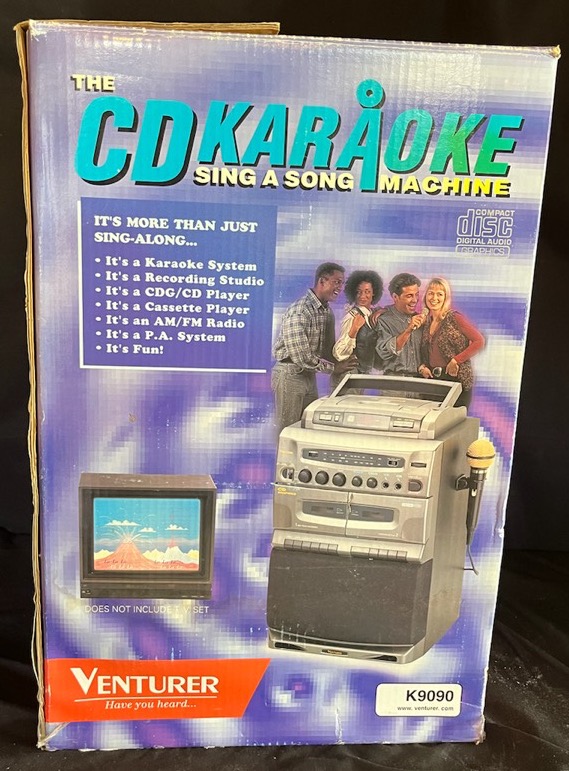 THE
CD KARAOKE
SING A SONG MACHINE
IT'S MORE THAN JUST
SING-ALONG...
• It's a Karaoke System
• It's a Recording Studio
• It's a CDG/CD Player
• It's a Cassette Player
• It's an AM/FM Radio
• It's a P.A. System
• It's Fun!
COMPACT
disc
DIGITAL AUDIO
GRAPHICS
DOES NOT INCLUDE T.V. SET
VENTURER
Have you heard...
K9090
www.venturer.com